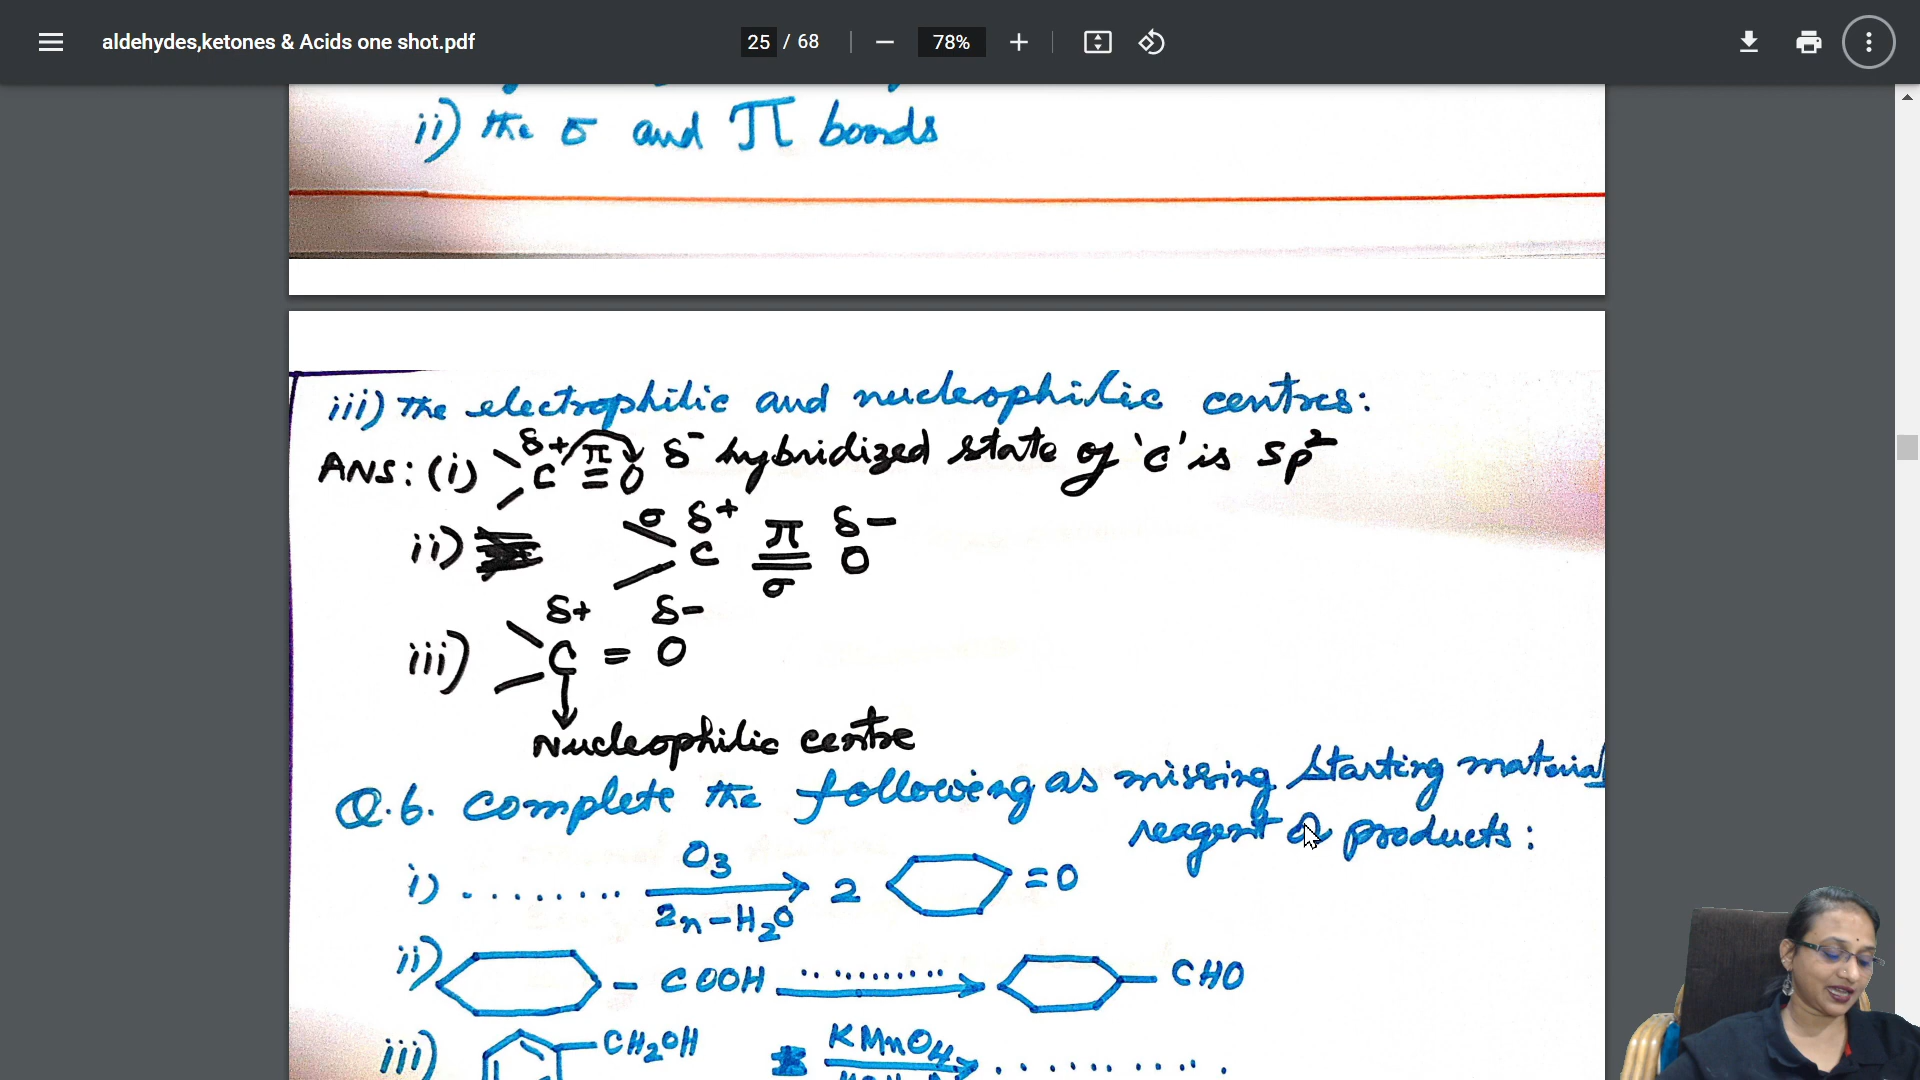 aldehydes,ketones & Acids one shot.pdf
25 / 68
78%
ii) the σ and π bonds
iii) The electrophilic and nucleophilic centres:
ANS: (i) C δ+ π = O δ- hybridized state of 'c' is sp²
ii) σ δ+ C π = σ δ- O
iii) δ+ δ-
C = O
Nucleophilic centre
Q.6. Complete the following as missing starting material
reagent or products:
i) ........ O3 / Zn-H2O → 2 =O
ii) - COOH .......... → CHO
iii) CH2OH KMnO4 → ..........